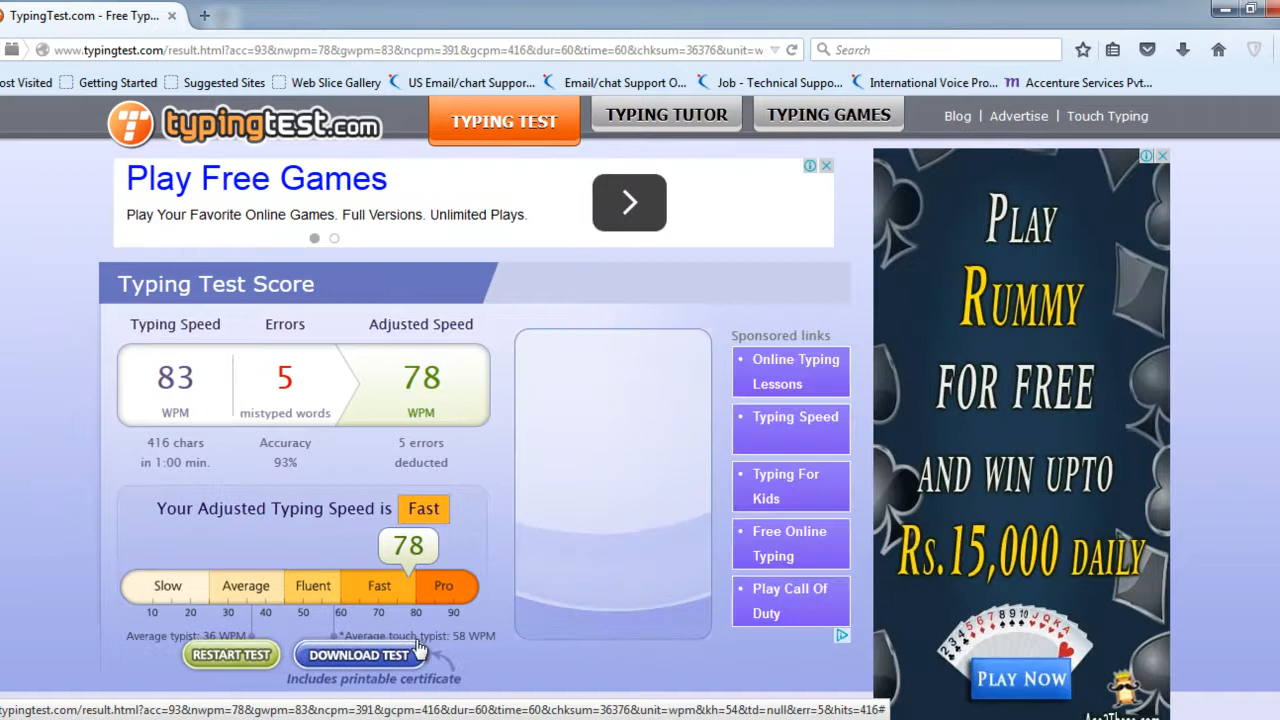 TypingTest.com - Free Typ...
www.typingtest.com/result.html?acc=93&nwpm=78&gwpm=83&ncpm=391&gcpm=416&dur=60&time=60&chksum=36376&unit=w
Search
ost Visited
Getting Started
Suggested Sites
Web Slice Gallery
US Email/chart Suppor...
Email/chat Support O...
Job - Technical Suppo...
International Voice Pro...
m Accenture Services Pvt...
typingtest.com
TYPING TEST
TYPING TUTOR
TYPING GAMES
Blog | Advertise | Touch Typing
Play Free Games
Play Your Favorite Online Games. Full Versions. Unlimited Plays.
Typing Test Score
Typing Speed
Errors
Adjusted Speed
83
5
78
WPM
mistyped words
WPM
416 chars
in 1:00 min.
Accuracy
93%
5 errors
deducted
Your Adjusted Typing Speed is Fast
78
Slow
Average
Fluent
Fast
Pro
10 20 30 40 50 60 70 80 90
Average typist: 36 WPM
*Average touch typist: 58 WPM
RESTART TEST
DOWNLOAD TEST
Includes printable certificate
Sponsored links
Online Typing
Lessons
Typing Speed
Typing For
Kids
Free Online
Typing
Play Call Of
Duty
PLAY
RUMMY
FOR FREE
AND WIN UPTO
RS.15,000 DAILY
2 3 4 5 6 7 8 9 10 J Q K A
PLAY NOW
typingtest.com/result.html?acc=93&nwpm=78&gwpm=83&ncpm=391&gcpm=416&dur=60&time=60&chksum=36376&unit=wpm&kh=54&td=null&err=5&hits=416#